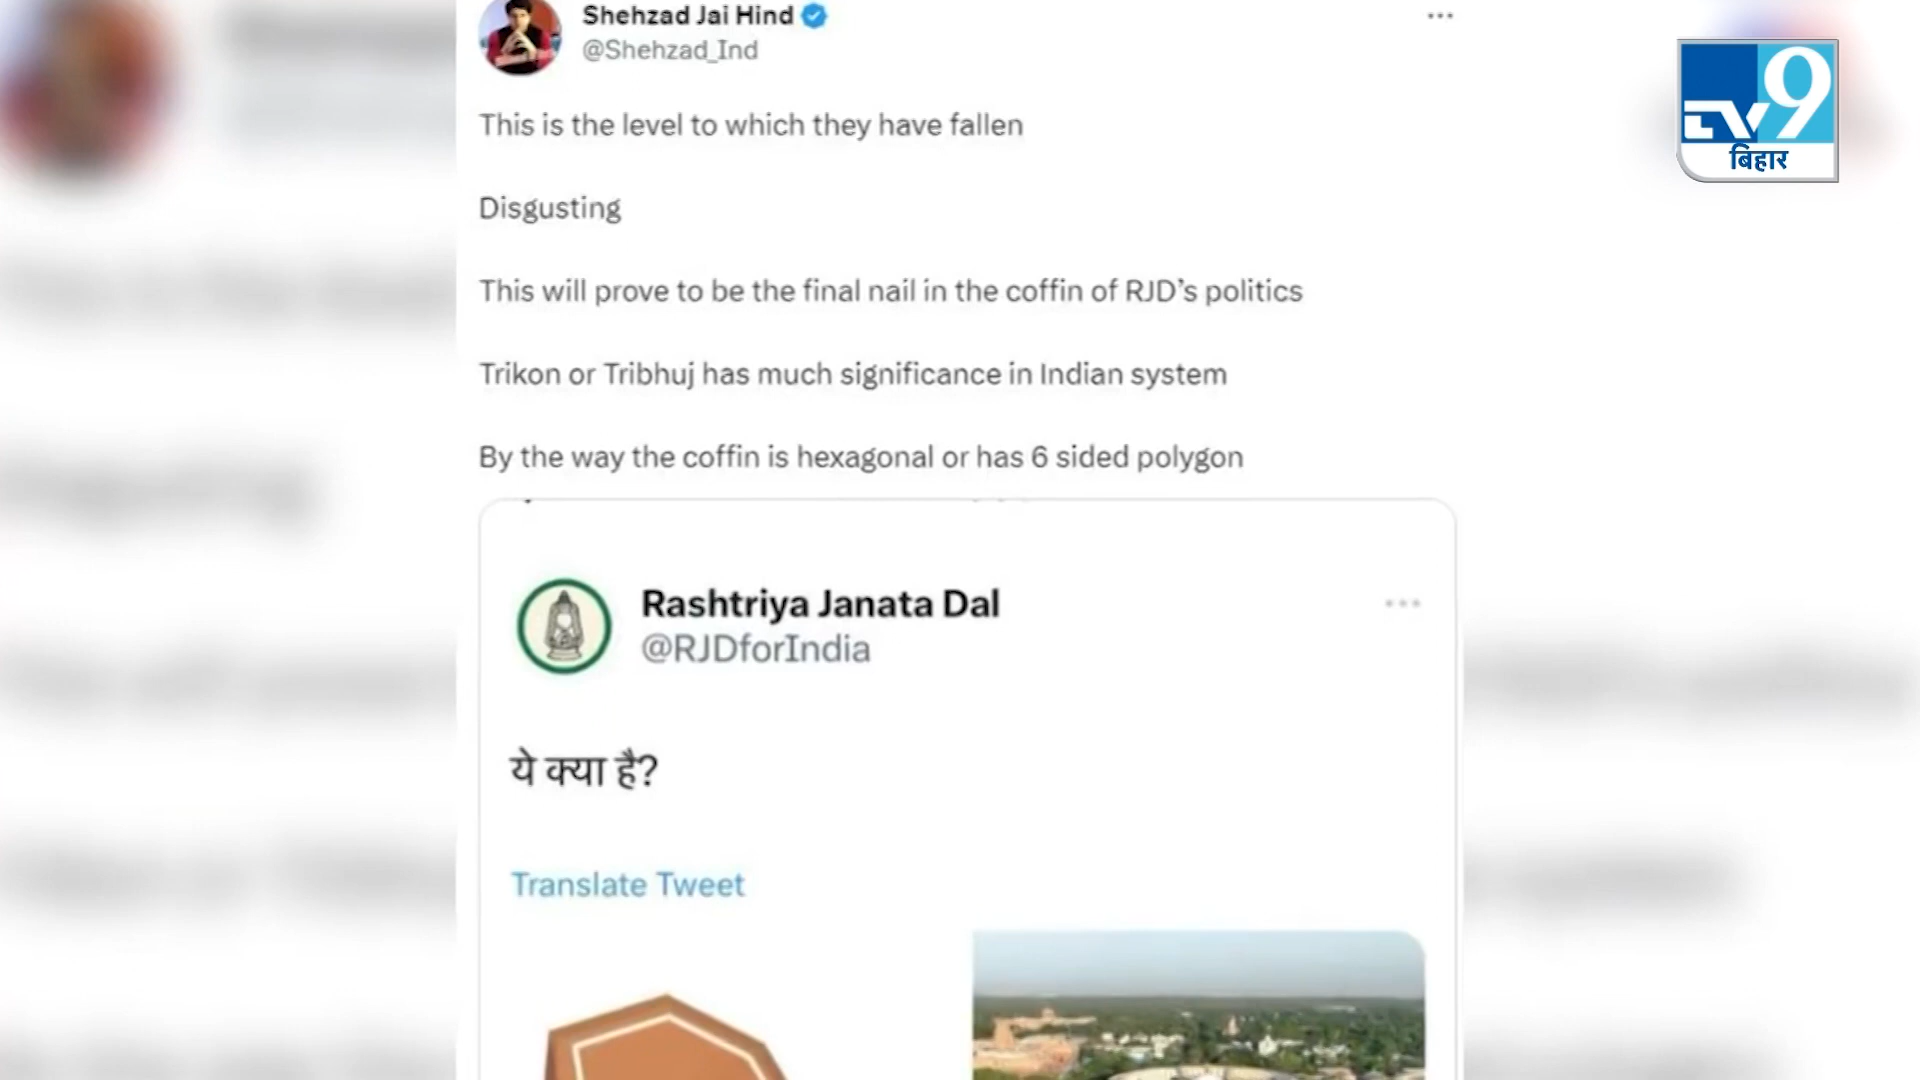 Shehzad Jai Hind
@Shehzad_Ind
This is the level to which they have fallen
Disgusting
This will prove to be the final nail in the coffin of RJD’s politics
Trikon or Tribhuj has much significance in Indian system
By the way the coffin is hexagonal or has 6 sided polygon
Rashtriya Janata Dal
@RJDforIndia
ये क्या है?
Translate Tweet
TV9
बिहार